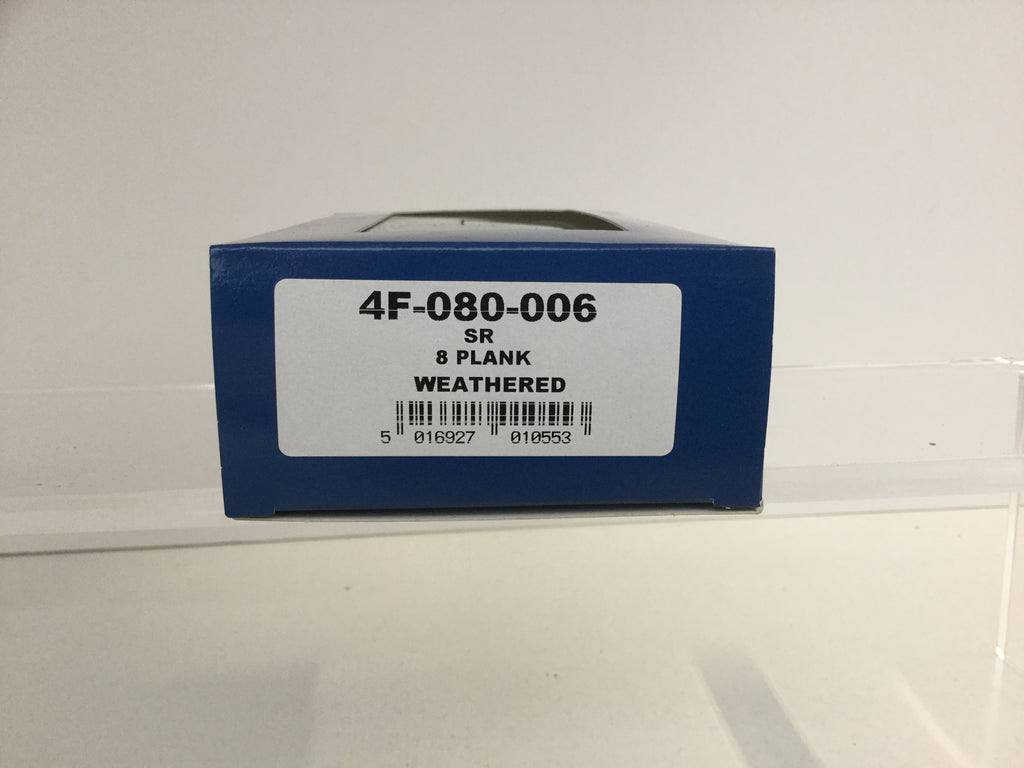 4F-080-006
SR
8 PLANK
WEATHERED
5 016927 010553